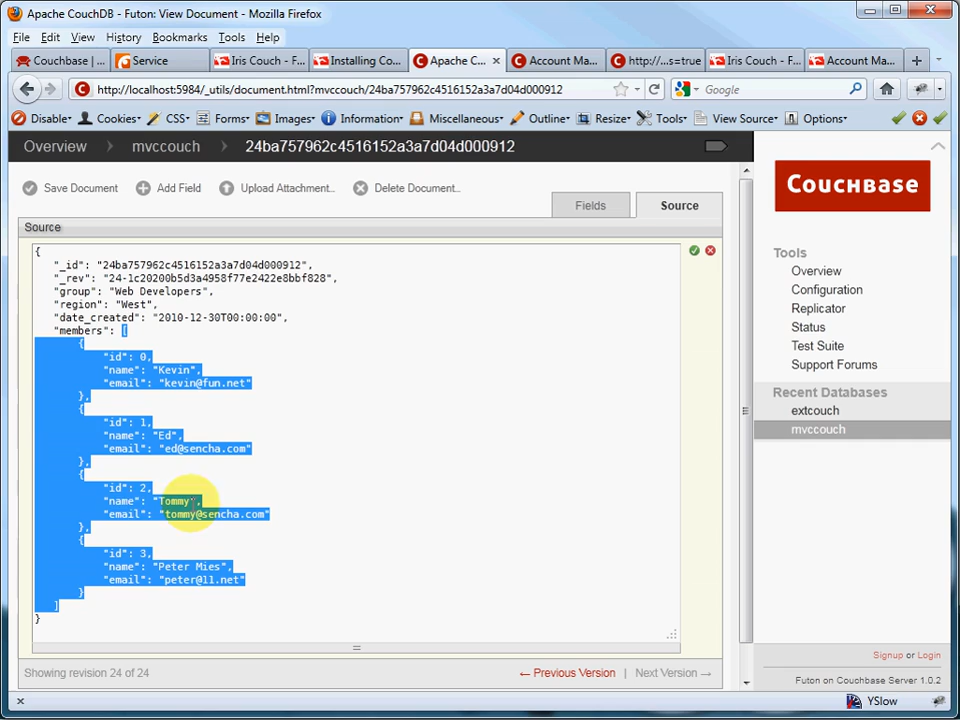 Apache CouchDB - Futon: View Document - Mozilla Firefox
File Edit View History Bookmarks Tools Help
Couchbase | ... Service Iris Couch - F... Installing Co... Apache C... × Account Ma... http://...s=true Iris Couch - F... Account Ma... +
http://localhost:5984/_utils/document.html?mvccouch/24ba757962c4516152a3a7d04d000912 Google
Disable Cookies CSS Forms Images Information Miscellaneous Outline Resize Tools View Source Options
Overview mvccouch 24ba757962c4516152a3a7d04d000912
Save Document Add Field Upload Attachment... Delete Document...
Fields Source
Source
{
"_id": "24ba757962c4516152a3a7d04d000912",
"_rev": "24-1c20200b5d3a4958f77e2422e8bbf828",
"group": "Web Developers",
"region": "West",
"date_created": "2010-12-30T00:00:00",
"members": [
{
"id": 0,
"name": "Kevin",
"email": "kevin@fun.net"
},
{
"id": 1,
"name": "Ed",
"email": "ed@sencha.com"
},
{
"id": 2,
"name": "Tommy",
"email": "tommy@sencha.com"
},
{
"id": 3,
"name": "Peter Mies",
"email": "peter@11.net"
}
]
}
Showing revision 24 of 24 ← Previous Version | Next Version →
COUCHBASE
Tools
Overview
Configuration
Replicator
Status
Test Suite
Support Forums
Recent Databases
extcouch
mvccouch
Signup or Login
Futon on Couchbase Server 1.0.2
× YSlow